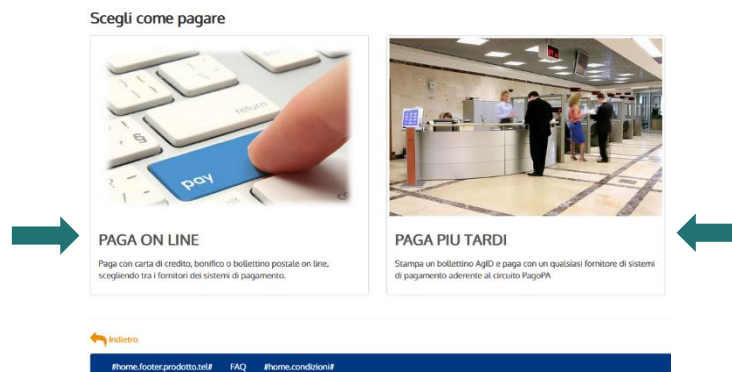 Scegli come pagare
return
pay
PAGA ON LINE
Paga con carta di credito, bonifico o bollettino postale on line,
scegliendo tra i fornitori dei sistemi di pagamento.
PAGA PIU TARDI
Stampa un bollettino AgID e paga con un qualsiasi fornitore di sistemi
di pagamento aderente al circuito PagoPA
Indietro
#home.footer.prodotto.tel# FAQ #home.condizioni#